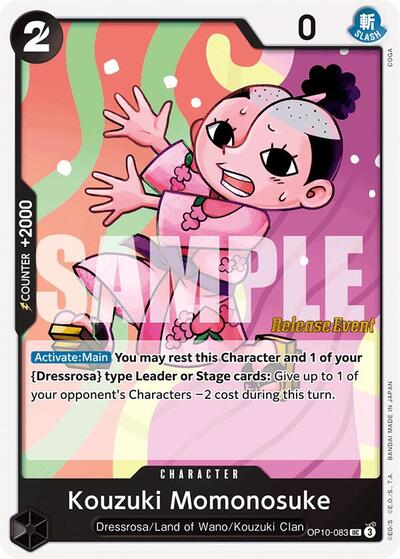 2
0
斬
SLASH
COGA
COUNTER +2000
SAMPLE
Release Event
Activate:Main You may rest this Character and 1 of your
{Dressrosa} type Leader or Stage cards: Give up to 1 of
your opponent's Characters −2 cost during this turn.
CHARACTER
Kouzuki Momonosuke
Dressrosa/Land of Wano/Kouzuki Clan
OP10-083 UC 3
©E.O./S. ©E.O.S., T.A. BANDAI MADE IN JAPAN